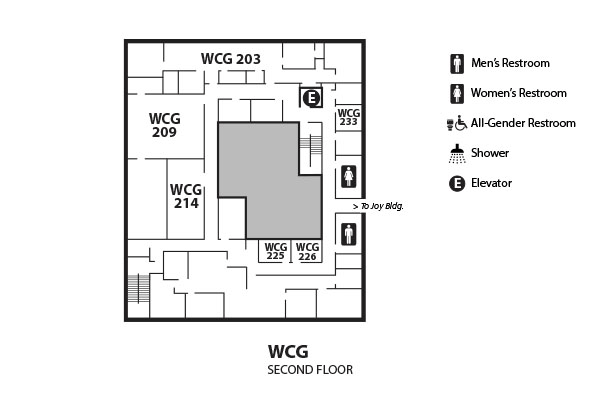 WCG 203
E
WCG
233
WCG
209
WCG
214
> To Joy Bldg.
WCG
225
WCG
226
Men's Restroom
Women's Restroom
All-Gender Restroom
Shower
E Elevator
WCG
SECOND FLOOR